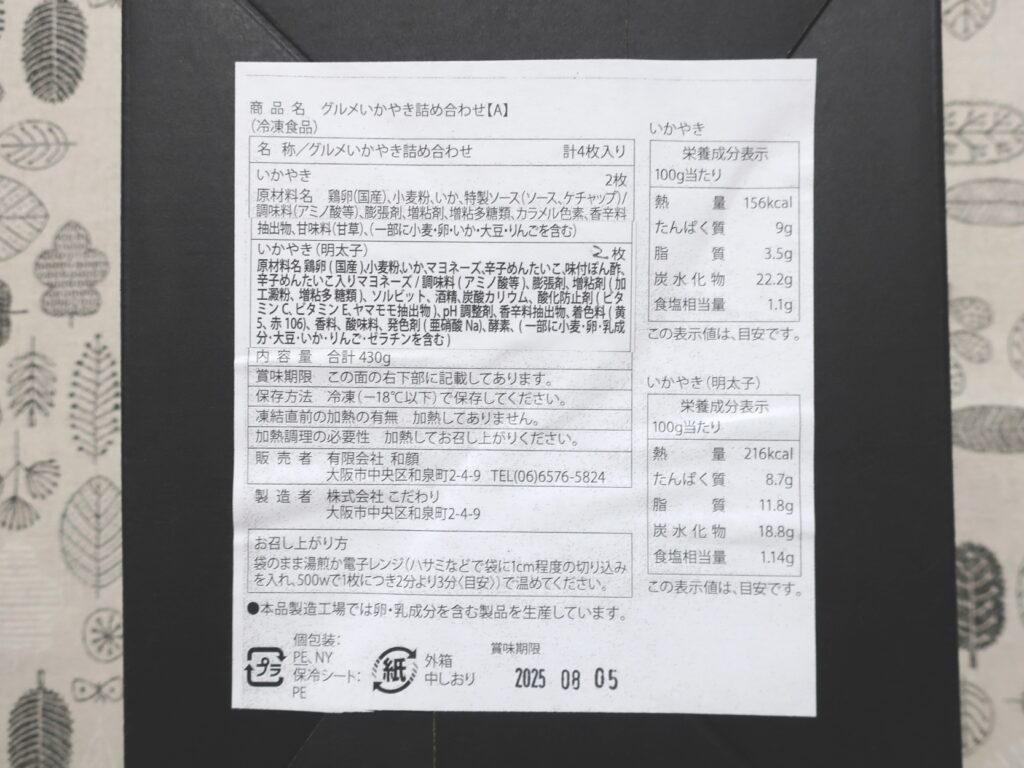 商品名 グルメいかやき詰め合わせ【A】
(冷凍食品)
名 称／グルメいかやき詰め合わせ 計4枚入り
いかやき 2枚
原材料名 鶏卵(国産)、小麦粉、いか、特製ソース(ソース、ケチャップ)/
調味料(アミノ酸等)、膨張剤、増粘剤、増粘多糖類、カラメル色素、香辛料
抽出物、甘味料(甘草)、(一部に小麦・卵・いか・大豆・りんごを含む)
いかやき(明太子) 2枚
原材料名 鶏卵(国産)、小麦粉、いか、マヨネーズ、辛子めんたいこ、味付ぽん酢、
辛子めんたいこ入りマヨネーズ/調味料(アミノ酸等)、膨張剤、増粘剤(加
工澱粉、増粘多糖類)、ソルビット、酒精、炭酸カリウム、酸化防止剤(ビタ
ミンC、ビタミンE、ヤマモモ抽出物)、pH調整剤、香辛料抽出物、着色料(黄
5、赤106)、香料、酸味料、発色剤(亜硝酸Na)、酵素、(一部に小麦・卵・乳成
分・大豆・いか・りんご・ゼラチンを含む)
内容量 合計430g
賞味期限 この面の右下部に記載してあります。
保存方法 冷凍(−18℃以下)で保存してください。
凍結直前の加熱の有無 加熱してありません。
加熱調理の必要性 加熱してお召し上がりください。
販売者 有限会社 和顔
大阪市中央区和泉町2-4-9 TEL(06)6576-5824
製造者 株式会社 こだわり
大阪市中央区和泉町2-4-9
お召し上がり方
袋のまま湯煎か電子レンジ(ハサミなどで袋に1cm程度の切り込み
を入れ、500wで1枚につき2分より3分(目安))で温めてください。
●本品製造工場では卵・乳成分を含む製品を生産しています。
プラ
個包装：
PE、NY
保冷シート：
PE
紙
外箱
中しおり
賞味期限
2025 08 05
いかやき
栄養成分表示
100g当たり
熱量 156kcal
たんぱく質 9g
脂質 3.5g
炭水化物 22.2g
食塩相当量 1.1g
この表示値は、目安です。
いかやき(明太子)
栄養成分表示
100g当たり
熱量 216kcal
たんぱく質 8.7g
脂質 11.8g
炭水化物 18.8g
食塩相当量 1.14g
この表示値は、目安です。